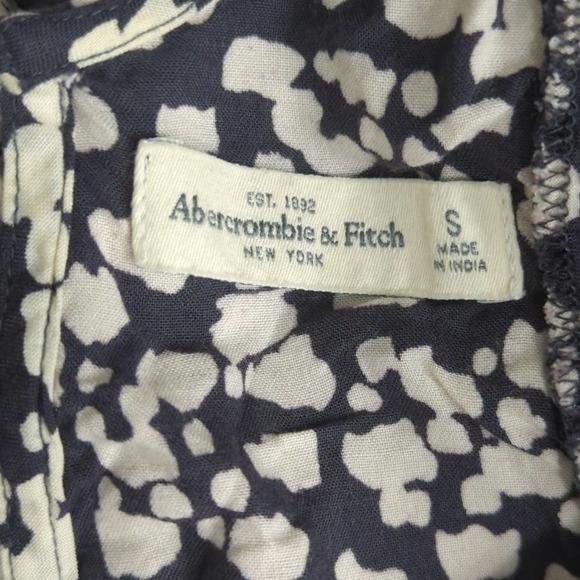 EST. 1892
Abercrombie & Fitch
NEW YORK
S
MADE
IN INDIA